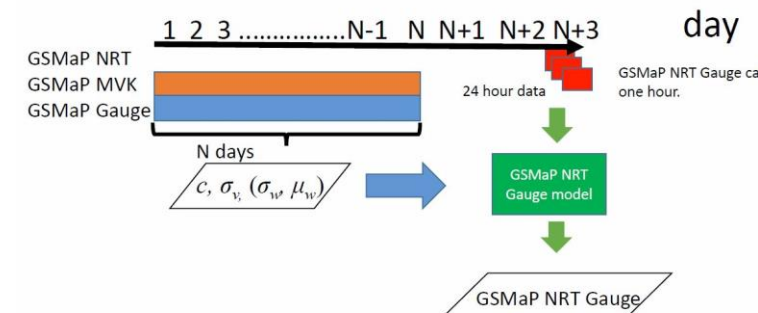 1 2 3 ................N-1 N N+1 N+2 N+3 day
GSMaP NRT
GSMaP MVK
GSMaP Gauge
24 hour data
GSMaP NRT Gauge ca
one hour.
N days
c, σv, (σw, μw)
GSMaP NRT
Gauge model
GSMaP NRT Gauge